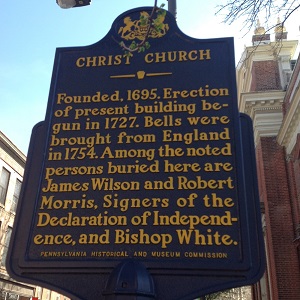 CHRIST CHURCH
Founded, 1695. Erection
of present building be-
gun in 1727. Bells were
brought from England
in 1754. Among the noted
persons buried here are
James Wilson and Robert
Morris, Signers of the
Declaration of Independ-
ence, and Bishop White.
PENNSYLVANIA HISTORICAL AND MUSEUM COMMISSION